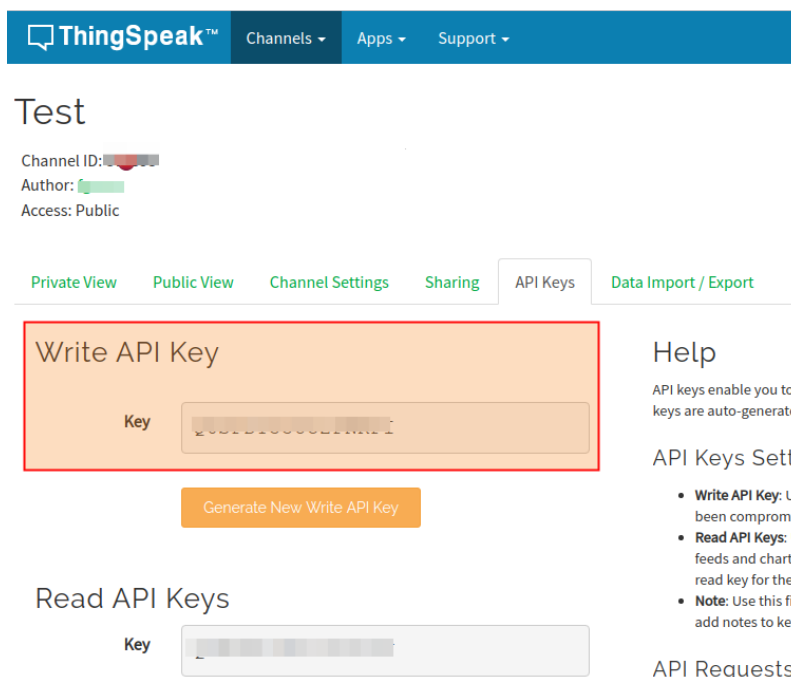 ThingSpeak™ Channels Apps Support
Test
Channel ID:
Author:
Access: Public
Private View Public View Channel Settings Sharing API Keys Data Import / Export
Write API Key
Key
Generate New Write API Key
Read API Keys
Key
Help
API keys enable you to
keys are auto-generat
API Keys Sett
Write API Key: U
been comprom
Read API Keys:
feeds and chart
read key for the
Note: Use this fi
add notes to ke
API Requests